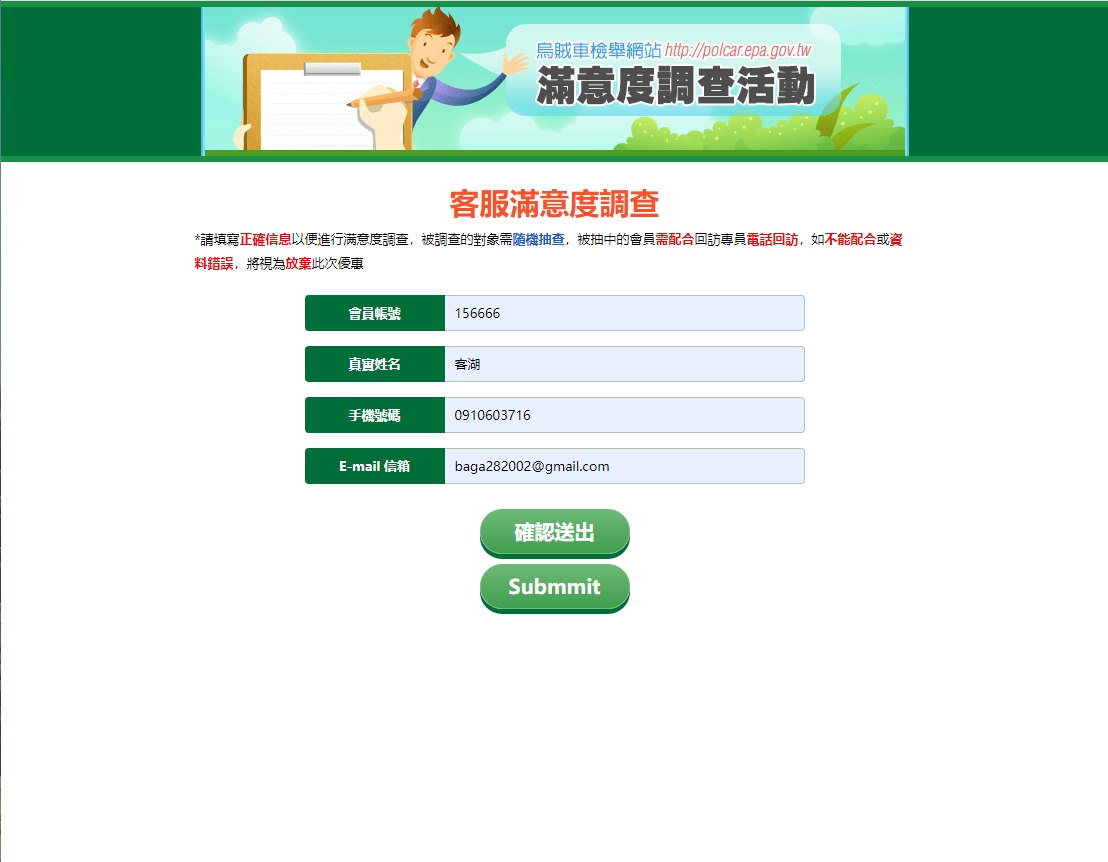 烏賊車檢舉網站 http://polcar.epa.gov.tw
滿意度調查活動
客服滿意度調查
*請填寫正確信息以便進行满意度調查，被調查的對象需隨機抽查，被抽中的會員需配合回訪專員電話回訪，如不能配合或資
料錯誤，將視為放棄此次優惠
會員帳號 156666
真實姓名 客湖
手機號碼 0910603716
E-mail 信箱 baga282002@gmail.com
確認送出
Submmit